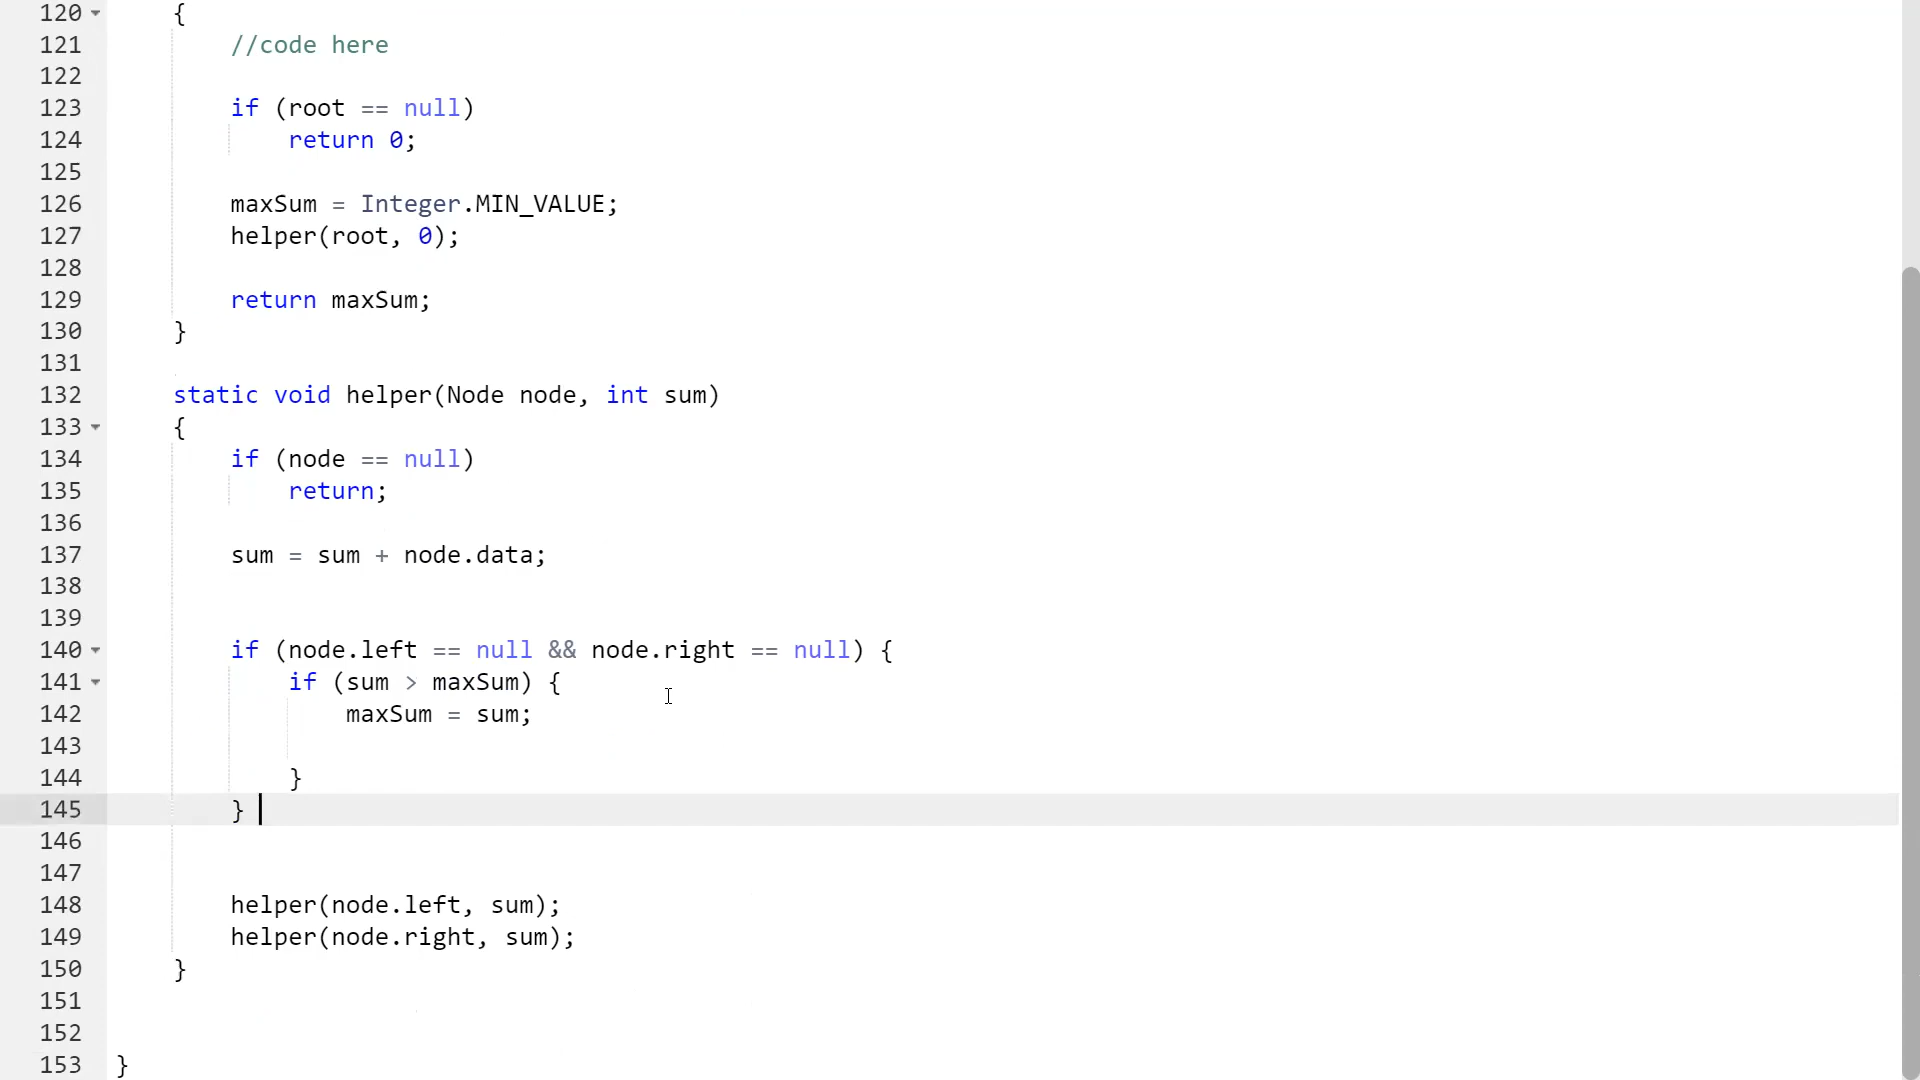 120 {
121 //code here
122
123 if (root == null)
124 return 0;
125
126 maxSum = Integer.MIN_VALUE;
127 helper(root, 0);
128
129 return maxSum;
130 }
131
132 static void helper(Node node, int sum)
133 {
134 if (node == null)
135 return;
136
137 sum = sum + node.data;
138
139
140 if (node.left == null && node.right == null) {
141 if (sum > maxSum) {
142 maxSum = sum;
143
144 }
145 }
146
147
148 helper(node.left, sum);
149 helper(node.right, sum);
150 }
151
152
153 }